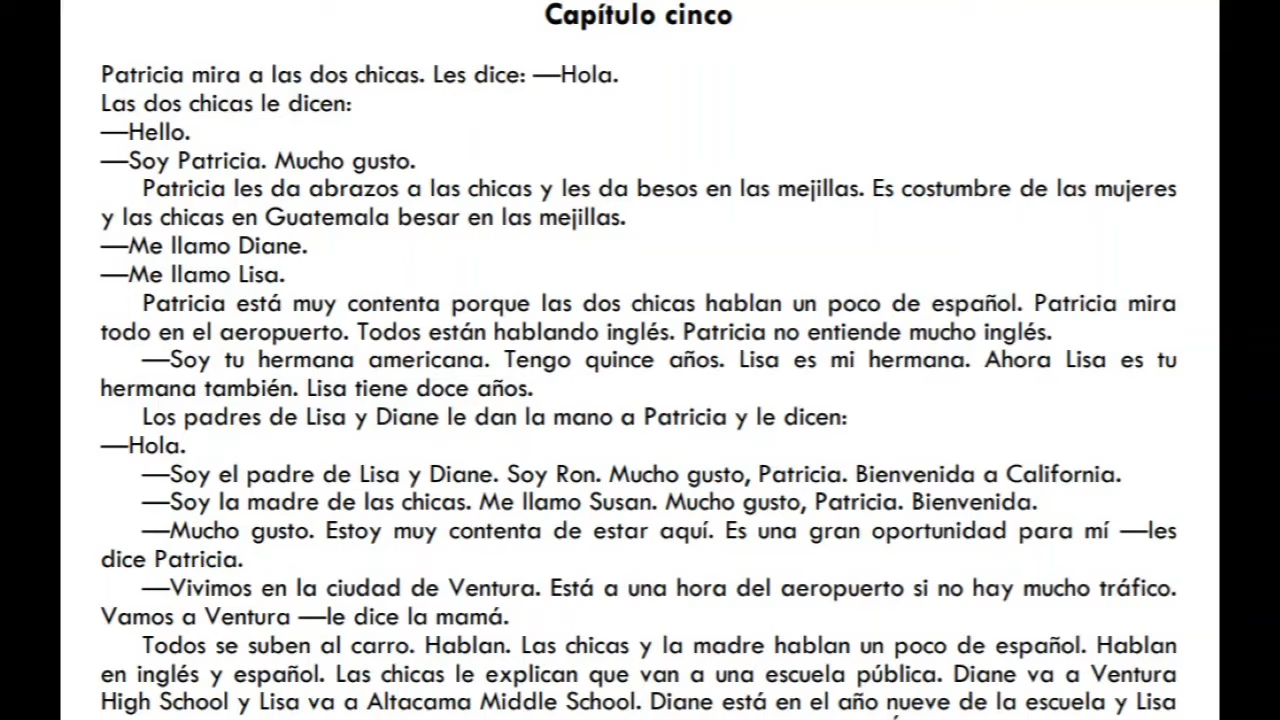 Capítulo cinco
Patricia mira a las dos chicas. Les dice: —Hola.
Las dos chicas le dicen:
—Hello.
—Soy Patricia. Mucho gusto.
Patricia les da abrazos a las chicas y les da besos en las mejillas. Es costumbre de las mujeres
y las chicas en Guatemala besar en las mejillas.
—Me llamo Diane.
—Me llamo Lisa.
Patricia está muy contenta porque las dos chicas hablan un poco de español. Patricia mira
todo en el aeropuerto. Todos están hablando inglés. Patricia no entiende mucho inglés.
—Soy tu hermana americana. Tengo quince años. Lisa es mi hermana. Ahora Lisa es tu
hermana también. Lisa tiene doce años.
Los padres de Lisa y Diane le dan la mano a Patricia y le dicen:
—Hola.
—Soy el padre de Lisa y Diane. Soy Ron. Mucho gusto, Patricia. Bienvenida a California.
—Soy la madre de las chicas. Me llamo Susan. Mucho gusto, Patricia. Bienvenida.
—Mucho gusto. Estoy muy contenta de estar aquí. Es una gran oportunidad para mí —les
dice Patricia.
—Vivimos en la ciudad de Ventura. Está a una hora del aeropuerto si no hay mucho tráfico.
Vamos a Ventura —le dice la mamá.
Todos se suben al carro. Hablan. Las chicas y la madre hablan un poco de español. Hablan
en inglés y español. Las chicas le explican que van a una escuela pública. Diane va a Ventura
High School y Lisa va a Altacama Middle School. Diane está en el año nueve de la escuela y Lisa